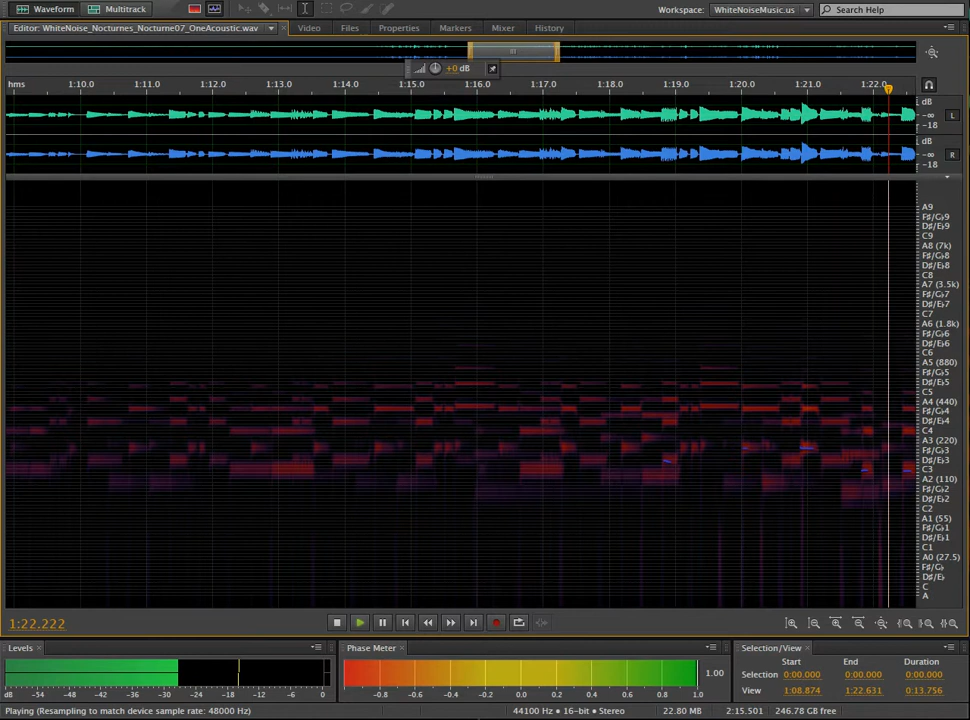 Waveform Multitrack Workspace: WhiteNoiseMusic.us Search Help
Editor: WhiteNoise_Nocturnes_Nocturne07_OneAcoustic.wav Video Files Properties Markers Mixer History
+0 dB
hms 1:10.0 1:11.0 1:12.0 1:13.0 1:14.0 1:15.0 1:16.0 1:17.0 1:18.0 1:19.0 1:20.0 1:21.0 1:22.0
dB
-∞ L
-18
dB
-∞ R
-18
A9
F♯/G♭9
D♯/E♭9
C9
A8 (7k)
F♯/G♭8
D♯/E♭8
C8
A7 (3.5k)
F♯/G♭7
D♯/E♭7
C7
A6 (1.8k)
F♯/G♭6
D♯/E♭6
C6
A5 (880)
F♯/G♭5
D♯/E♭5
C5
A4 (440)
F♯/G♭4
C4
A3 (220)
F♯/G♭3
D♯/E♭3
C3
A2 (110)
F♯/G♭2
D♯/E♭2
C2
A1 (55)
F♯/G♭1
D♯/E♭1
C1
A0 (27.5)
F♯/G♭
D♯/E♭
C
A
1:22.222
Levels Phase Meter Selection/View
Start End Duration
1.00 Selection 0:00.000 0:00.000 0:00.000
dB -54 -48 -42 -36 -30 -24 -18 -12 -6 0 -0.8 -0.6 -0.4 -0.2 0.0 0.2 0.4 0.6 0.8 1.0 View 1:08.874 1:22.631 0:13.756
Playing (Resampling to match device sample rate: 48000 Hz) 44100 Hz • 16-bit • Stereo 22.80 MB 2:15.501 246.78 GB free